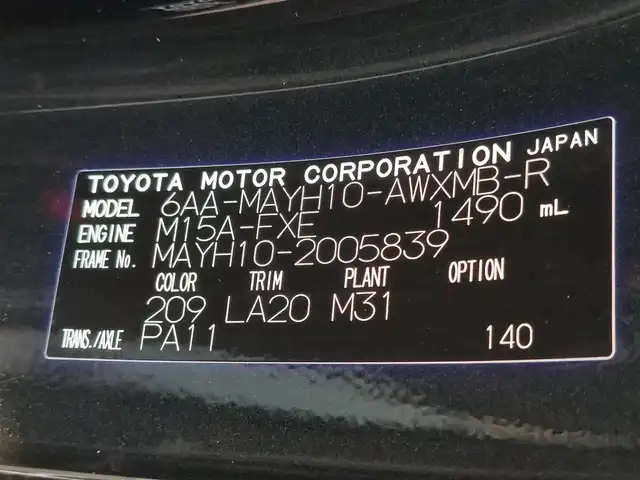 TOYOTA MOTOR CORPORATION JAPAN
MODEL 6AA-MAYH10-AWXMB-R
ENGINE M15A-FXE 1490 mL
FRAME No. MAYH10-2005839
COLOR TRIM PLANT OPTION
209 LA20 M31
TRANS./AXLE PA11 140